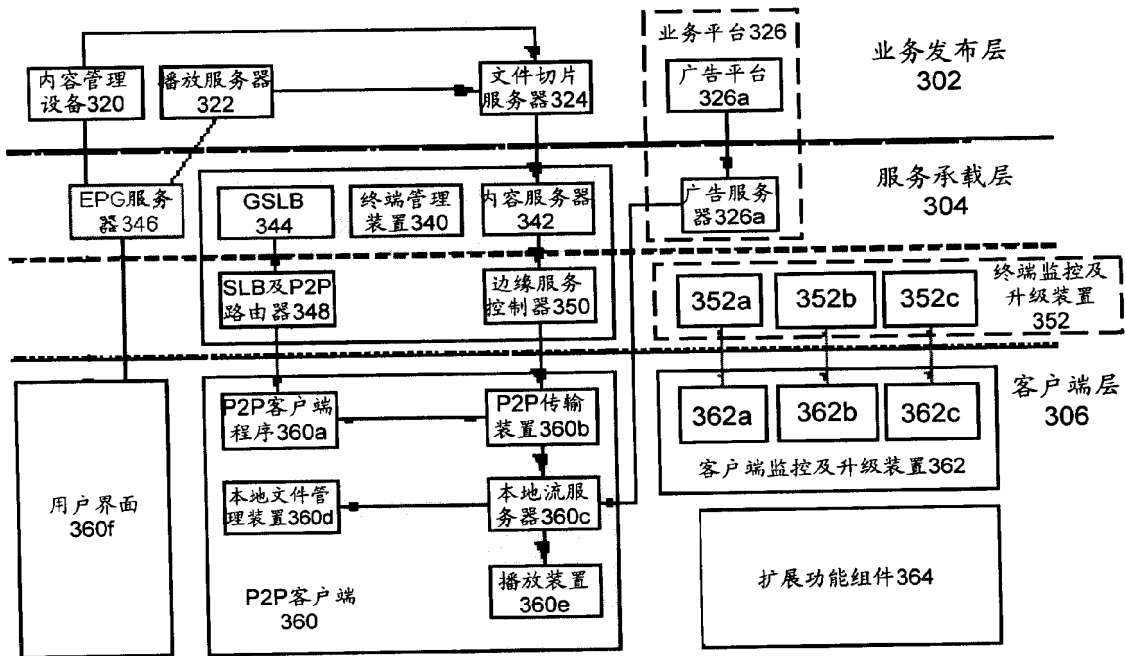 业务平台326
业务发布层
302
内容管理
设备320
播放服务器
322
文件切片
服务器324
广告平台
326a
EPG服务
器346
GSLB
344
终端管理
装置340
内容服务器
342
广告服务
器326a
服务承载层
304
SLB及P2P
路由器348
边缘服务
控制器350
352a
352b
352c
终端监控及
升级装置
352
客户端层
306
用户界面
360f
P2P客户端
程序360a
P2P传输
装置360b
本地文件管
理装置360d
本地流服
务器360c
播放装置
360e
P2P客户端
360
362a
362b
362c
客户端监控及升级装置362
扩展功能组件364